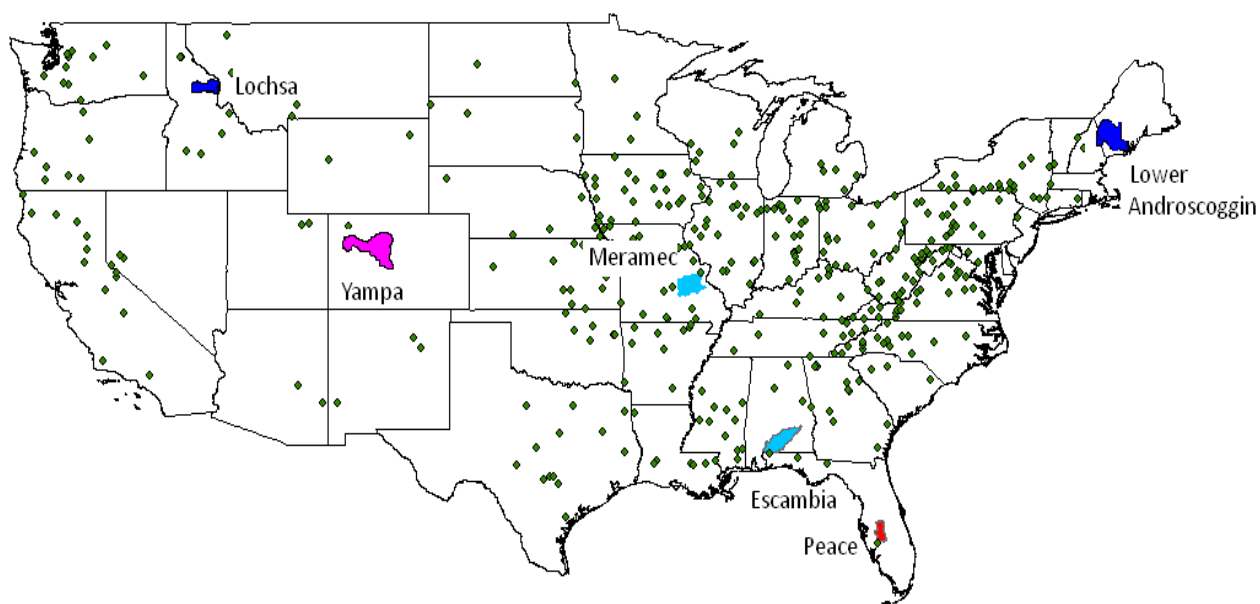 Lochsa
Lower
Androscoggin
Meramec
Yampa
Escambia
Peace